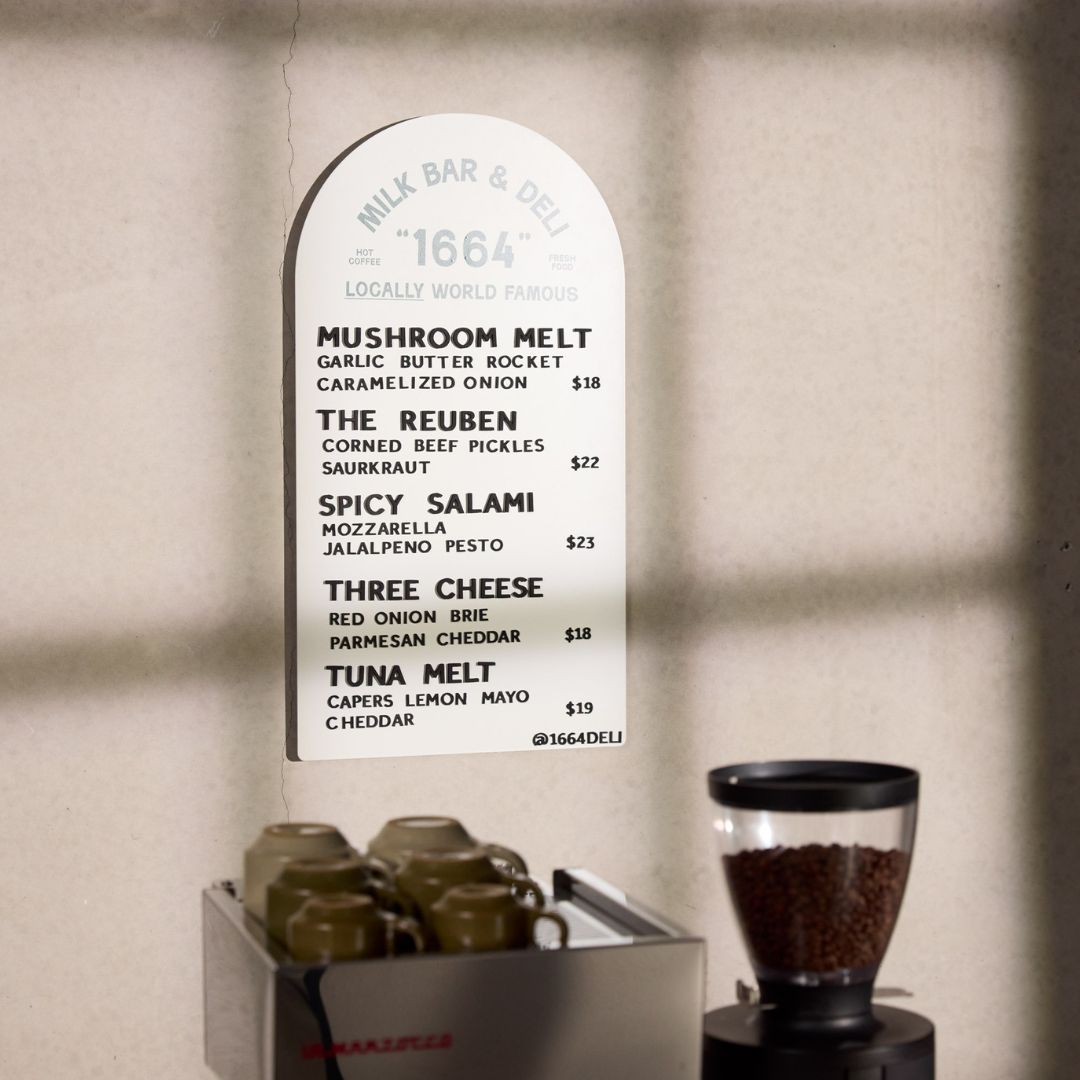 MILK BAR & DELI
"1664"
HOT
COFFEE
FRESH
FOOD
LOCALLY WORLD FAMOUS
MUSHROOM MELT
GARLIC BUTTER ROCKET
CARAMELIZED ONION $18
THE REUBEN
CORNED BEEF PICKLES
SAURKRAUT $22
SPICY SALAMI
MOZZARELLA
JALALPENO PESTO $23
THREE CHEESE
RED ONION BRIE
PARMESAN CHEDDAR $18
TUNA MELT
CAPERS LEMON MAYO
CHEDDAR $19
@1664DELI